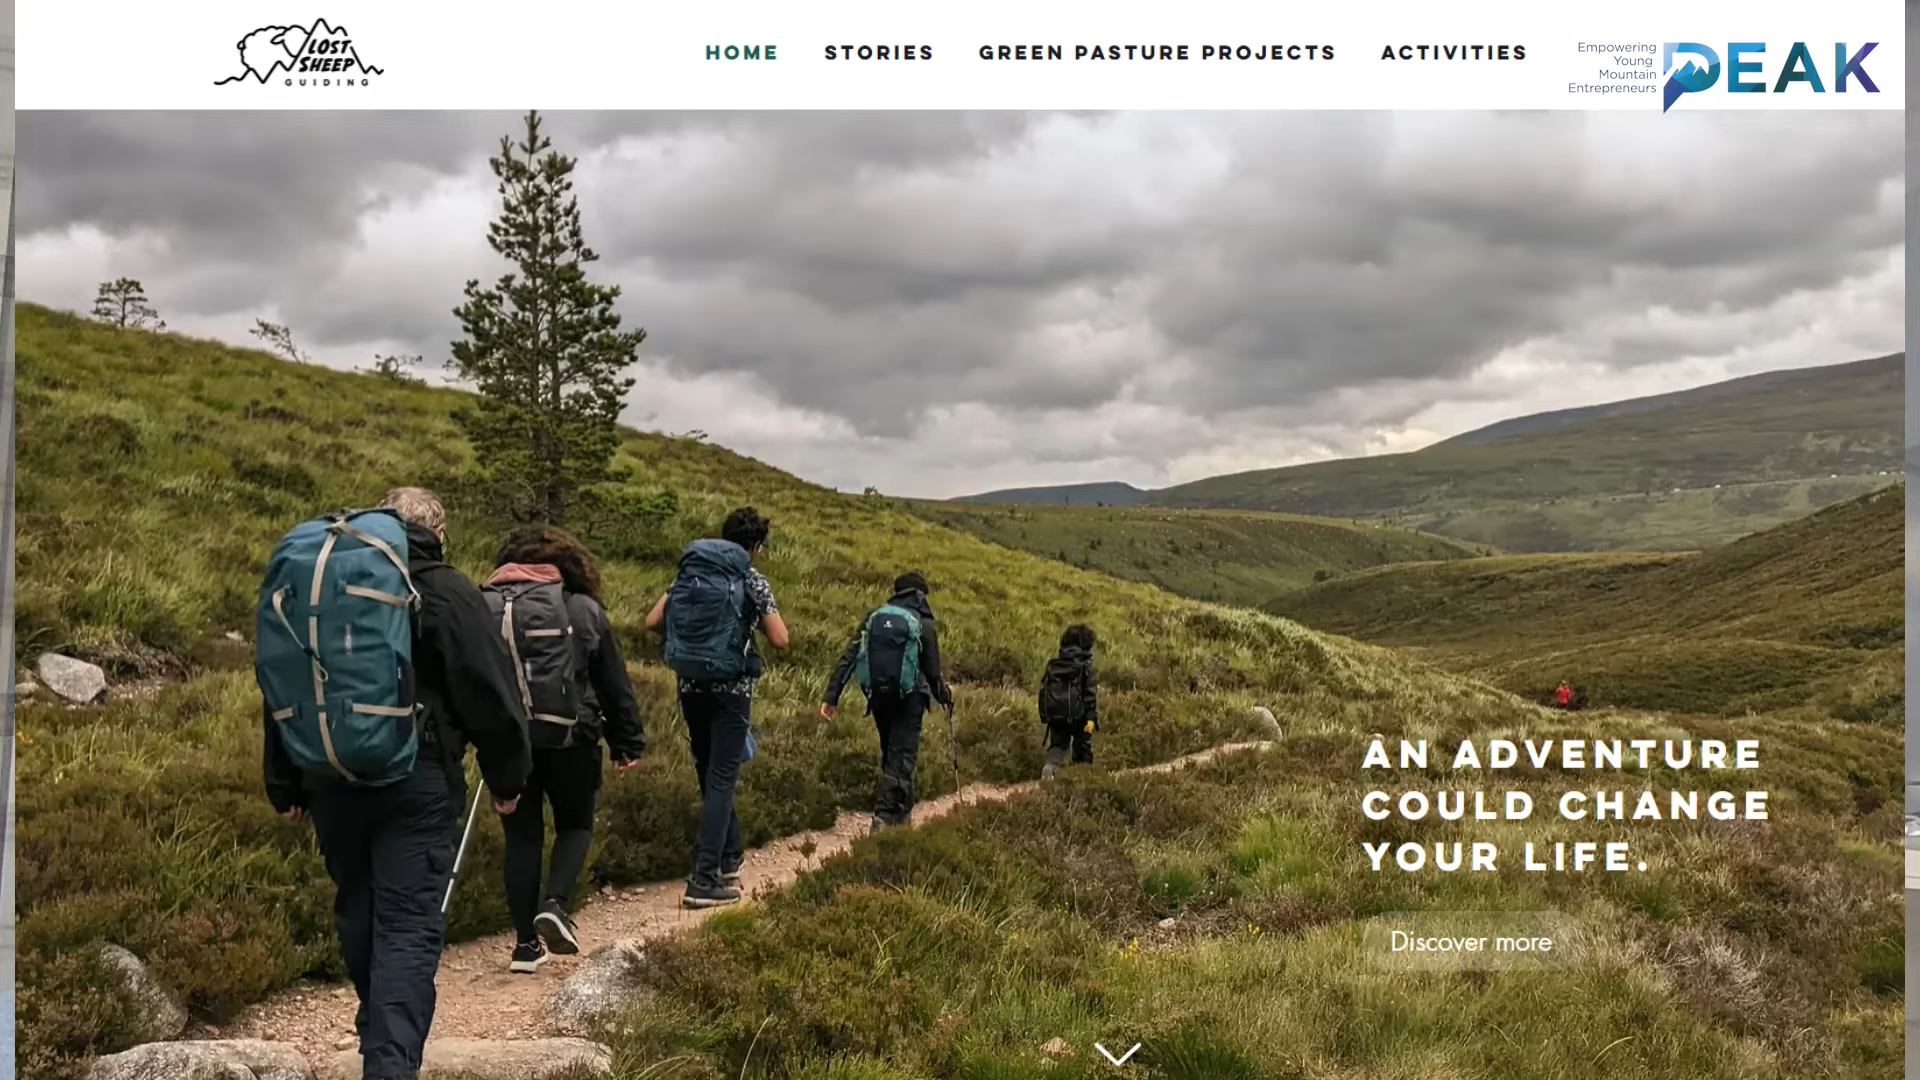 LOST
SHEEP
GUIDING
HOME STORIES GREEN PASTURE PROJECTS ACTIVITIES
Empowering
Young
Mountain
Entrepreneurs
PEAK
AN ADVENTURE
COULD CHANGE
YOUR LIFE.
Discover more